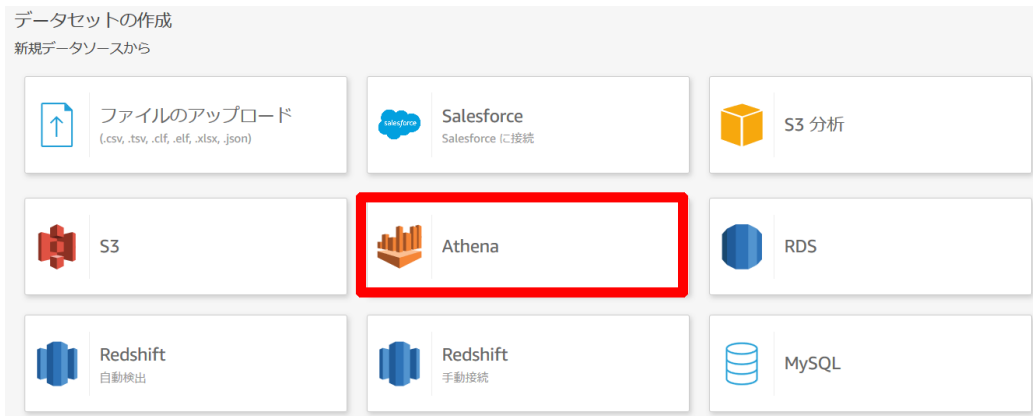 データセットの作成
新規データソースから
ファイルのアップロード
(.csv, .tsv, .clf, .elf, .xlsx, .json)
salesforce
Salesforce
Salesforce に接続
S3 分析
S3
Athena
RDS
Redshift
自動検出
Redshift
手動接続
MySQL